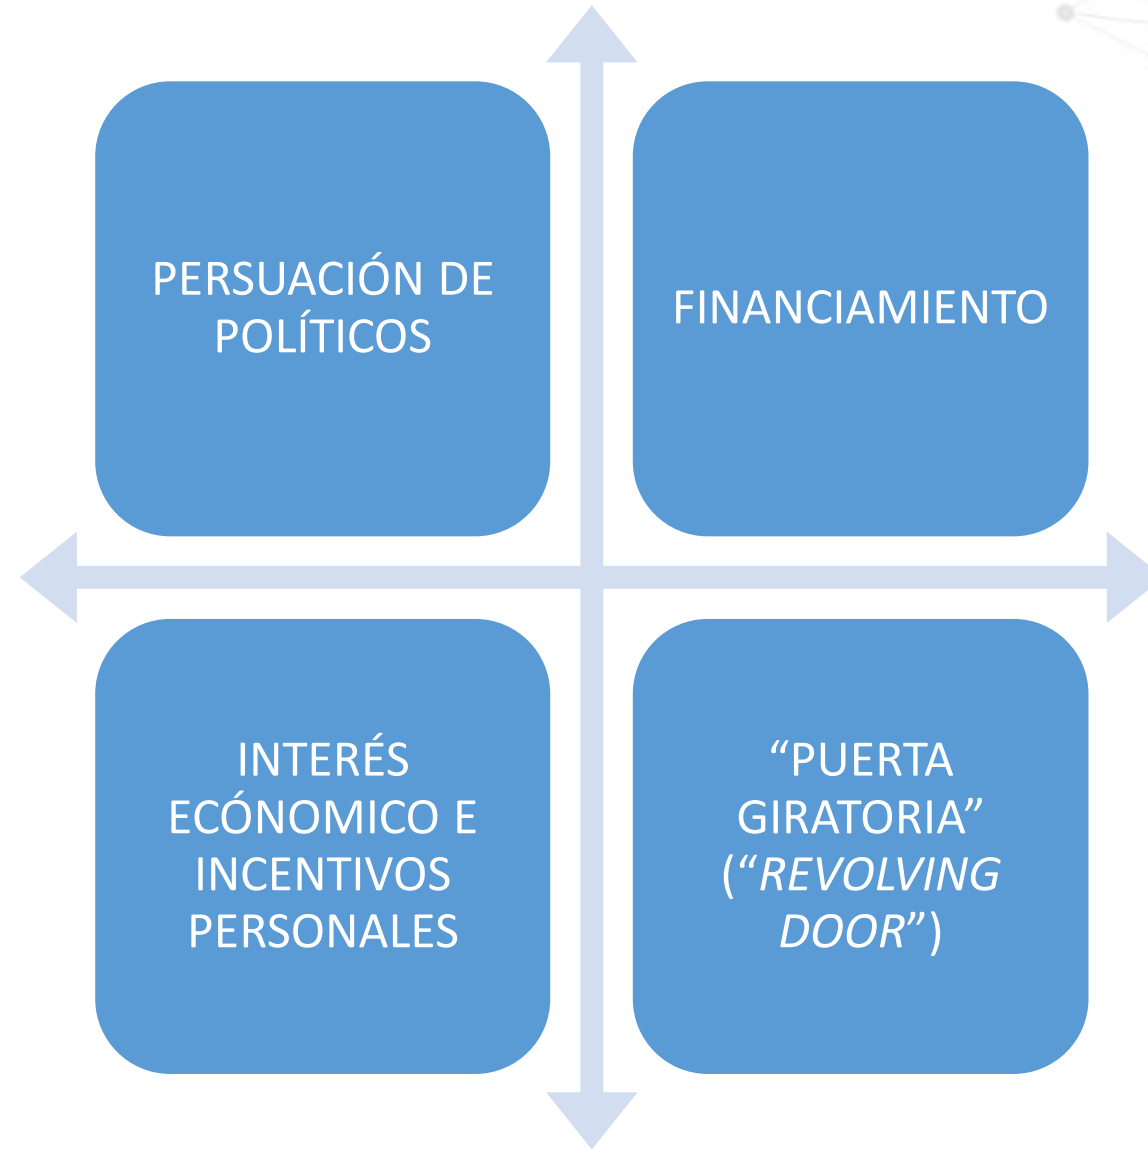 PERSUACIÓN DE
POLÍTICOS
FINANCIAMIENTO
INTERÉS
ECÓNOMICO E
INCENTIVOS
PERSONALES
“PUERTA
GIRATORIA”
(“REVOLVING
DOOR”)